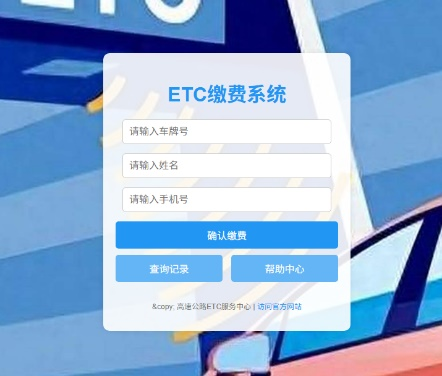 ETC
ETC缴费系统
请输入车牌号
请输入姓名
请输入手机号
确认缴费
查询记录
帮助中心
&copy; 高速公路ETC服务中心 | 访问官方网站